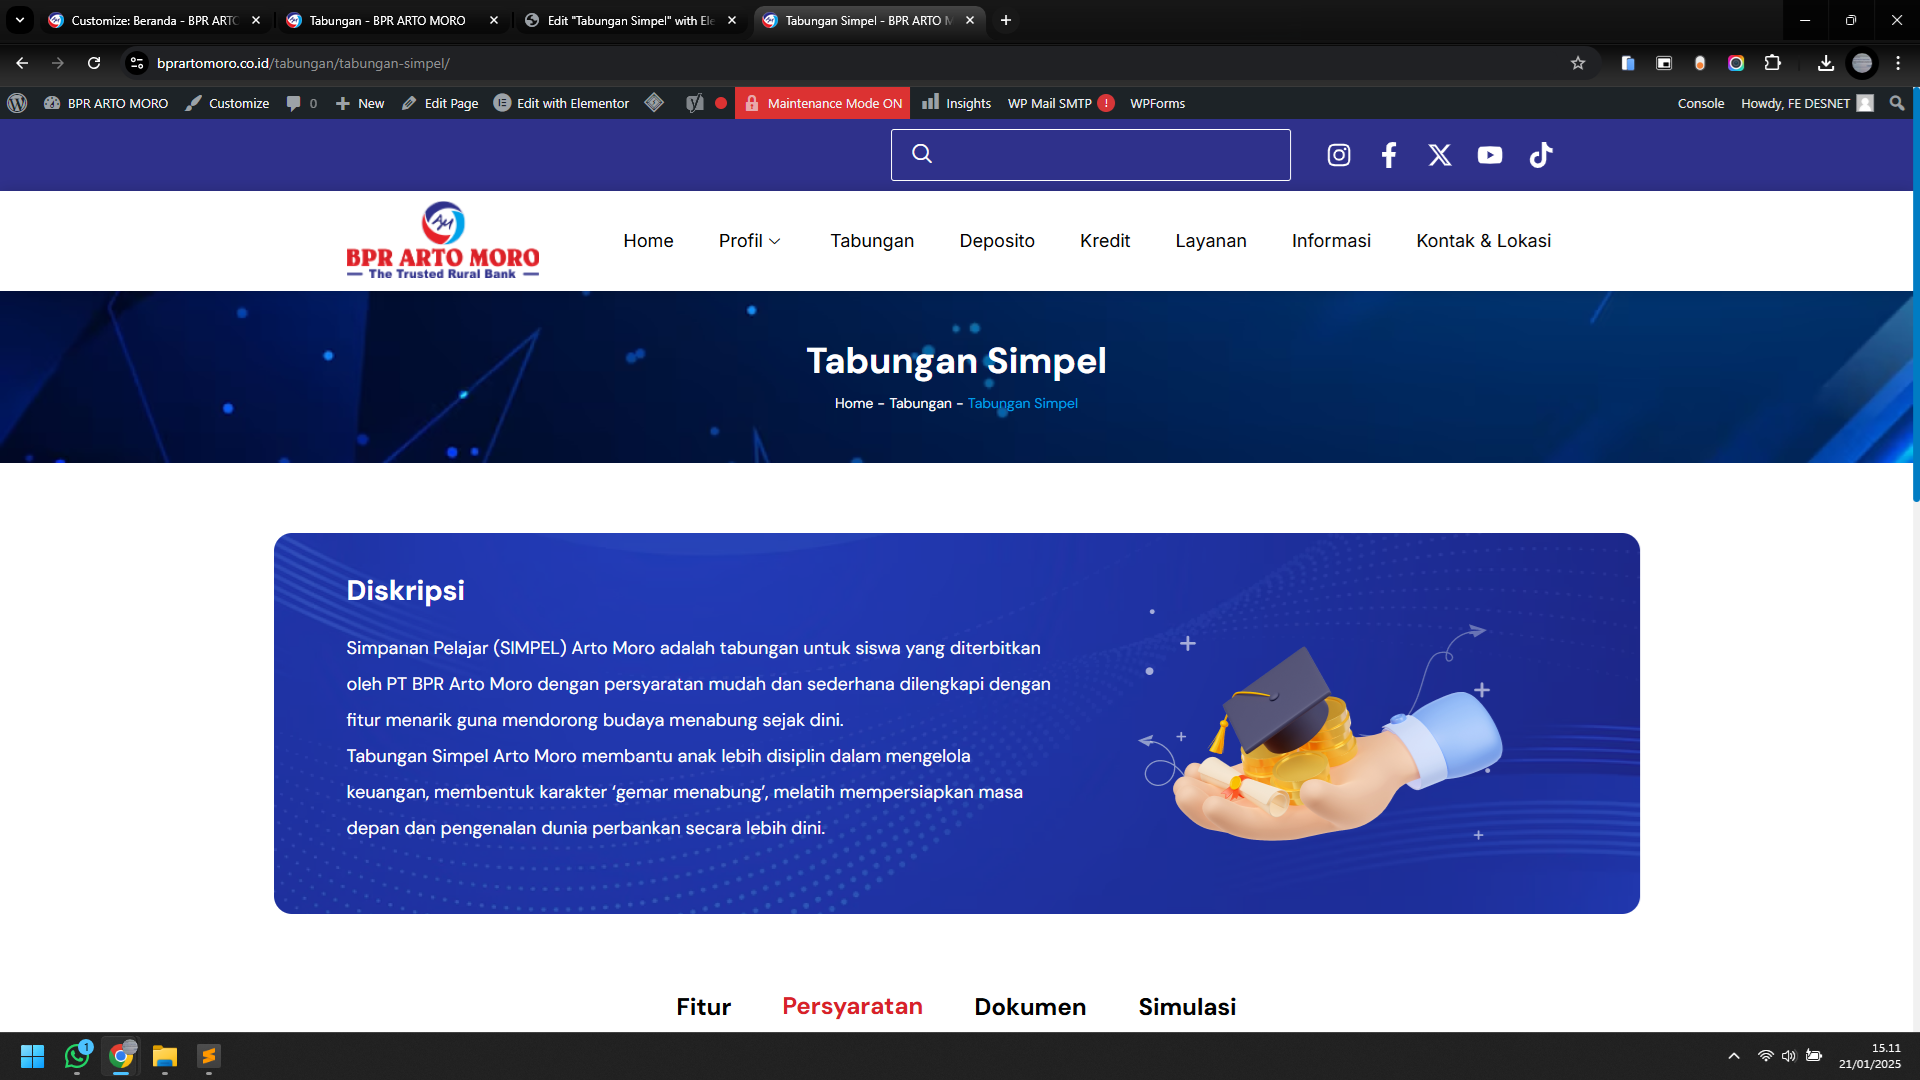 Customize: Beranda - BPR ARTO
Tabungan - BPR ARTO MORO
Edit "Tabungan Simpel" with Ele
Tabungan Simpel - BPR ARTO M
bprartomoro.co.id/tabungan/tabungan-simpel/
BPR ARTO MORO
Customize
0
New
Edit Page
Edit with Elementor
Maintenance Mode ON
Insights
WP Mail SMTP !
WPForms
Console
Howdy, FE DESNET
AM
BPR ARTO MORO
The Trusted Rural Bank
Home
Profil
Tabungan
Deposito
Kredit
Layanan
Informasi
Kontak & Lokasi
Tabungan Simpel
Home - Tabungan - Tabungan Simpel
Diskripsi
Simpanan Pelajar (SIMPEL) Arto Moro adalah tabungan untuk siswa yang diterbitkan
oleh PT BPR Arto Moro dengan persyaratan mudah dan sederhana dilengkapi dengan
fitur menarik guna mendorong budaya menabung sejak dini.
Tabungan Simpel Arto Moro membantu anak lebih disiplin dalam mengelola
keuangan, membentuk karakter ‘gemar menabung’, melatih mempersiapkan masa
depan dan pengenalan dunia perbankan secara lebih dini.
Fitur
Persyaratan
Dokumen
Simulasi
1
15.11
21/01/2025